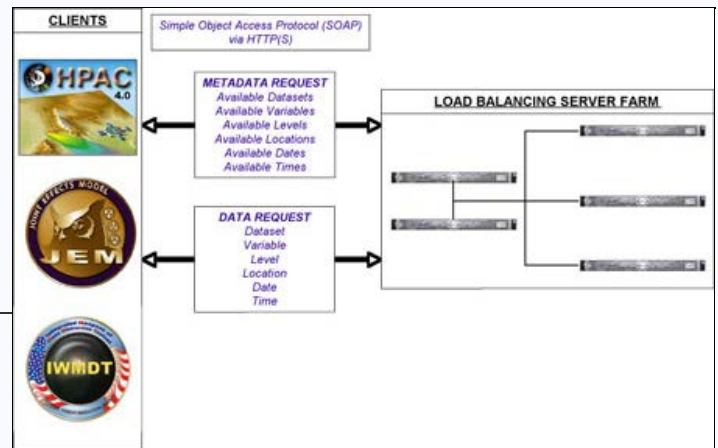 CLIENTS
Simple Object Access Protocol (SOAP)
via HTTP(S)
HPAC
4.0
METADATA REQUEST
Available Datasets
Available Variables
Available Levels
Available Locations
Available Dates
Available Times
LOAD BALANCING SERVER FARM
JOINT EFFECTS MODEL
JEM
DATA REQUEST
Dataset
Variable
Level
Location
Date
Time
IWMDT